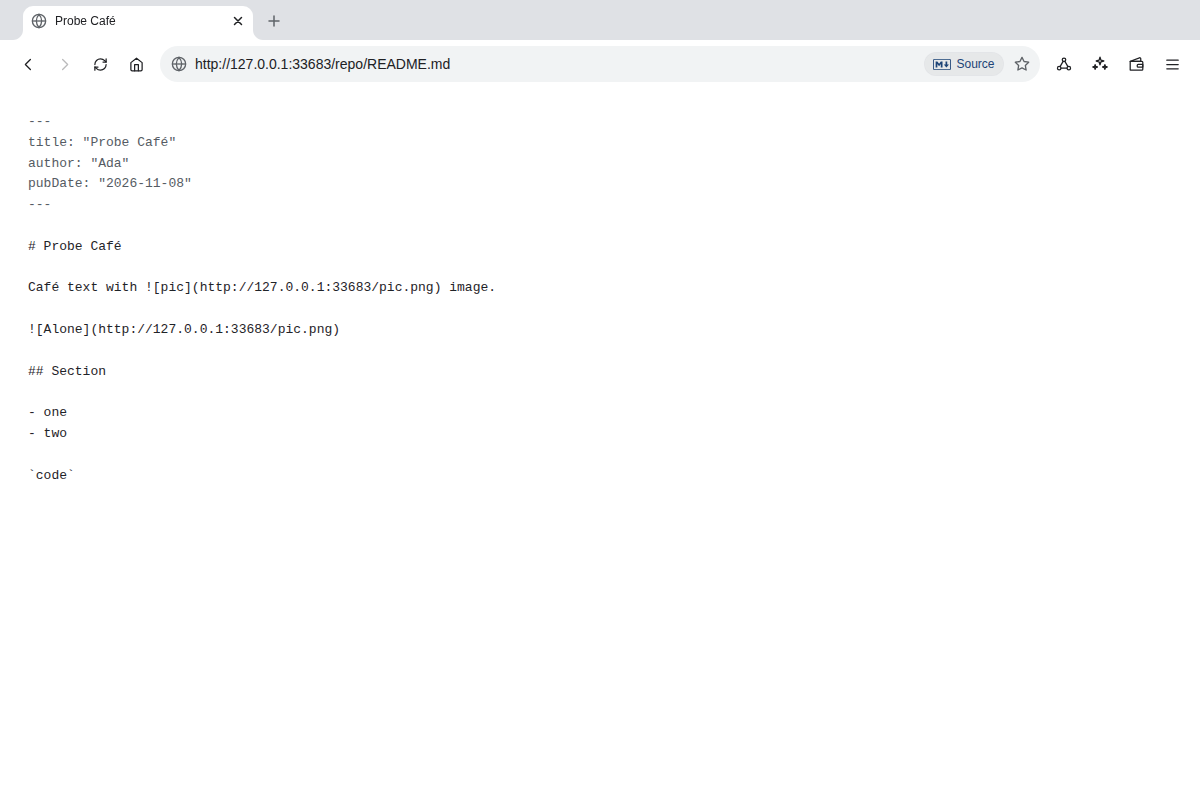 Probe Café
http://127.0.0.1:33683/repo/README.md
Source
---
title: "Probe Café"
author: "Ada"
pubDate: "2026-11-08"
---
# Probe Café
Café text with ![pic](http://127.0.0.1:33683/pic.png) image.
![Alone](http://127.0.0.1:33683/pic.png)
## Section
- one
- two
`code`